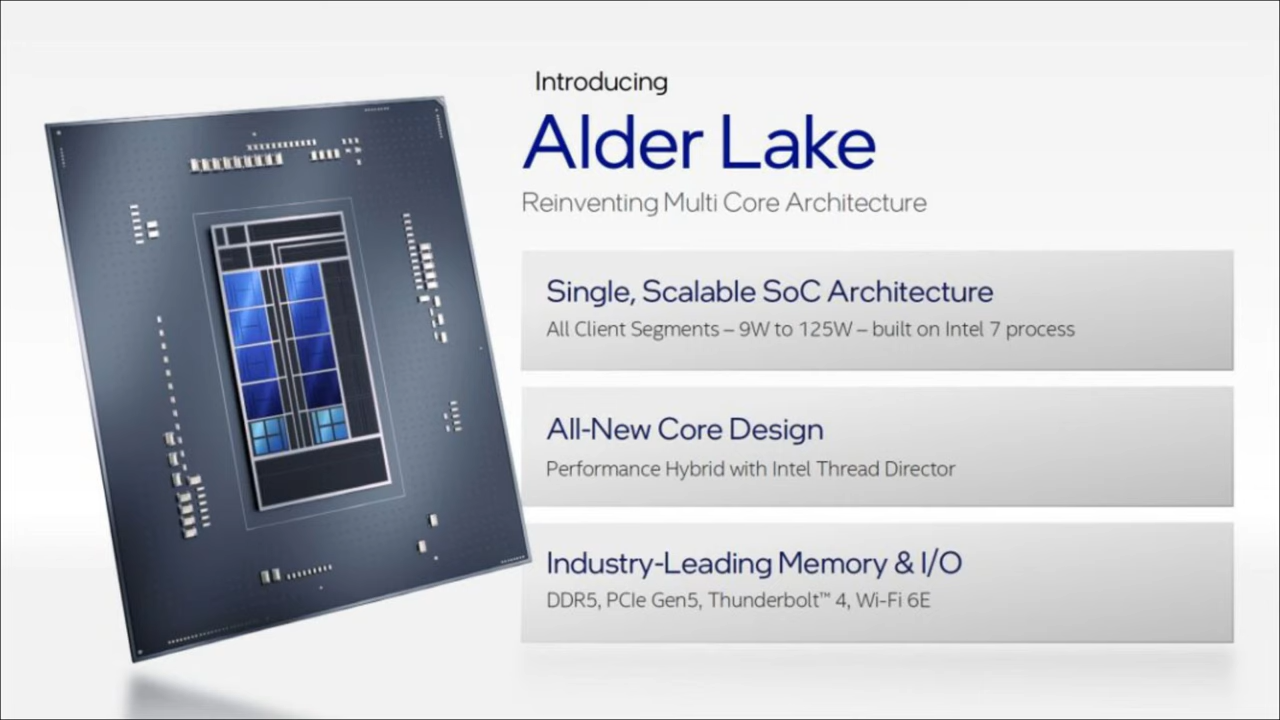 Introducing
Alder Lake
Reinventing Multi Core Architecture
Single, Scalable SoC Architecture
All Client Segments – 9W to 125W – built on Intel 7 process
All-New Core Design
Performance Hybrid with Intel Thread Director
Industry-Leading Memory & I/O
DDR5, PCIe Gen5, Thunderbolt™ 4, Wi-Fi 6E